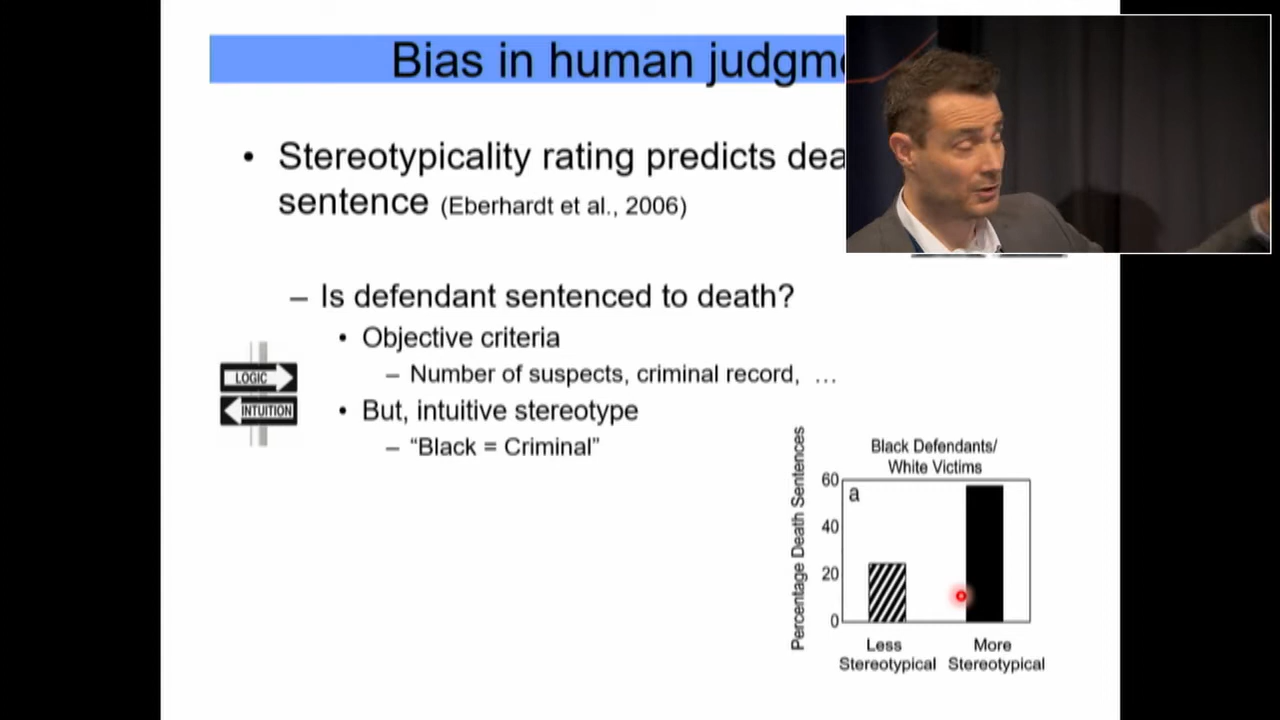 Bias in human judgm
• Stereotypicality rating predicts dea
sentence (Eberhardt et al., 2006)
– Is defendant sentenced to death?
• Objective criteria
– Number of suspects, criminal record, …
• But, intuitive stereotype
– “Black = Criminal”
LOGIC
INTUITION
Black Defendants/
White Victims
Percentage Death Sentences
60
a
40
20
0
Less
Stereotypical
More
Stereotypical